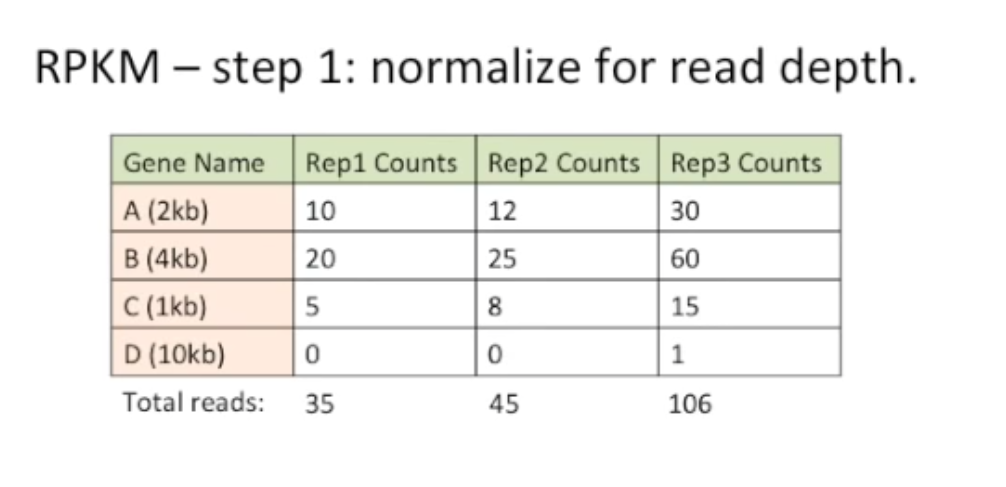 RPKM – step 1: normalize for read depth.
Gene Name Rep1 Counts Rep2 Counts Rep3 Counts
A (2kb) 10 12 30
B (4kb) 20 25 60
C (1kb) 5 8 15
D (10kb) 0 0 1
Total reads: 35 45 106